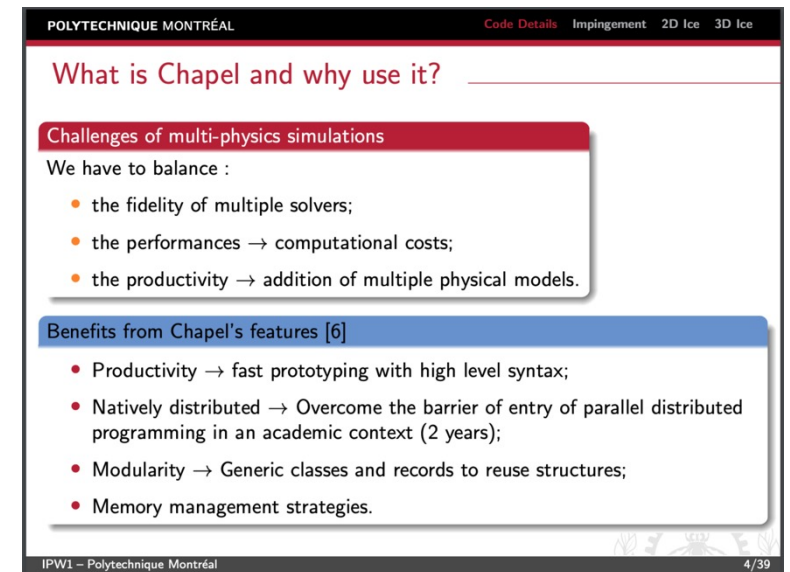 POLYTECHNIQUE MONTRÉAL Code Details Impingement 2D Ice 3D Ice
What is Chapel and why use it?
Challenges of multi-physics simulations
We have to balance :
• the fidelity of multiple solvers;
• the performances → computational costs;
• the productivity → addition of multiple physical models.
Benefits from Chapel's features [6]
• Productivity → fast prototyping with high level syntax;
• Natively distributed → Overcome the barrier of entry of parallel distributed
programming in an academic context (2 years);
• Modularity → Generic classes and records to reuse structures;
• Memory management strategies.
IPW1 – Polytechnique Montréal 4/39